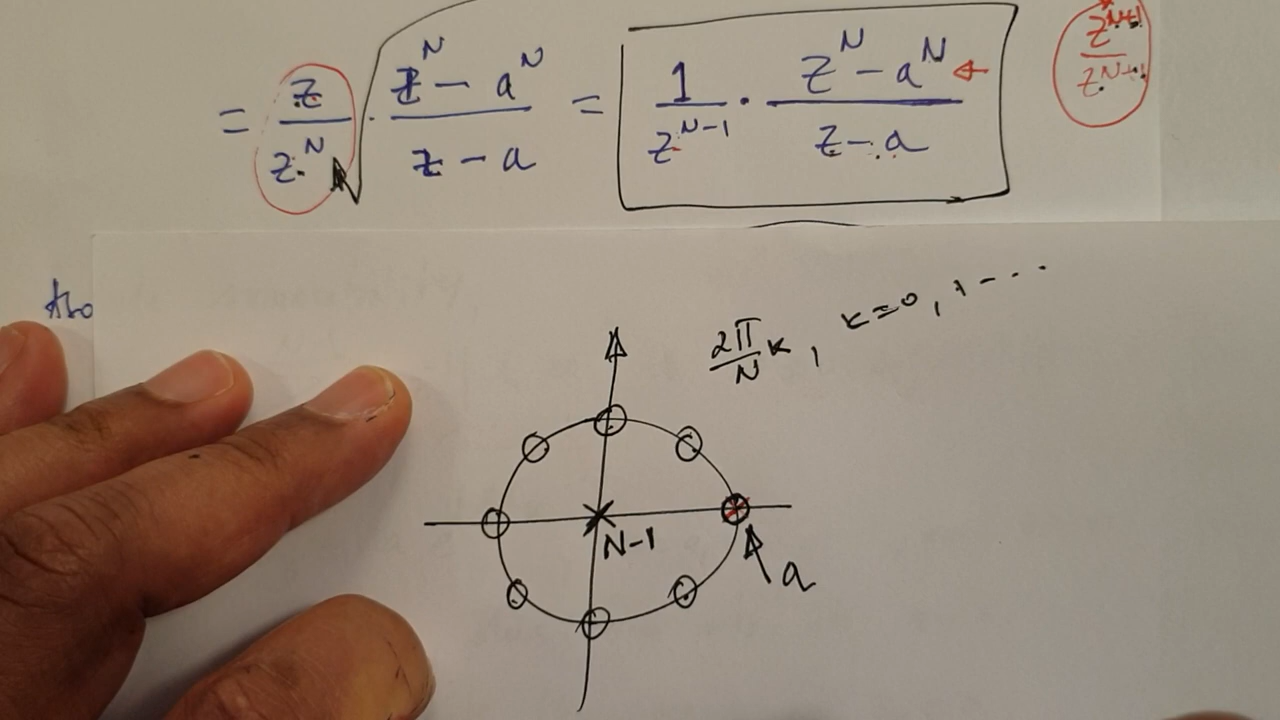 = z/z^N · (z^N - a^N)/(z - a) = 1/z^(N-1) · (z^N - a^N)/(z - a)
z^(N+1)/z^(N+1)
2π/N k, k=0, 1 - - -
N-1
a